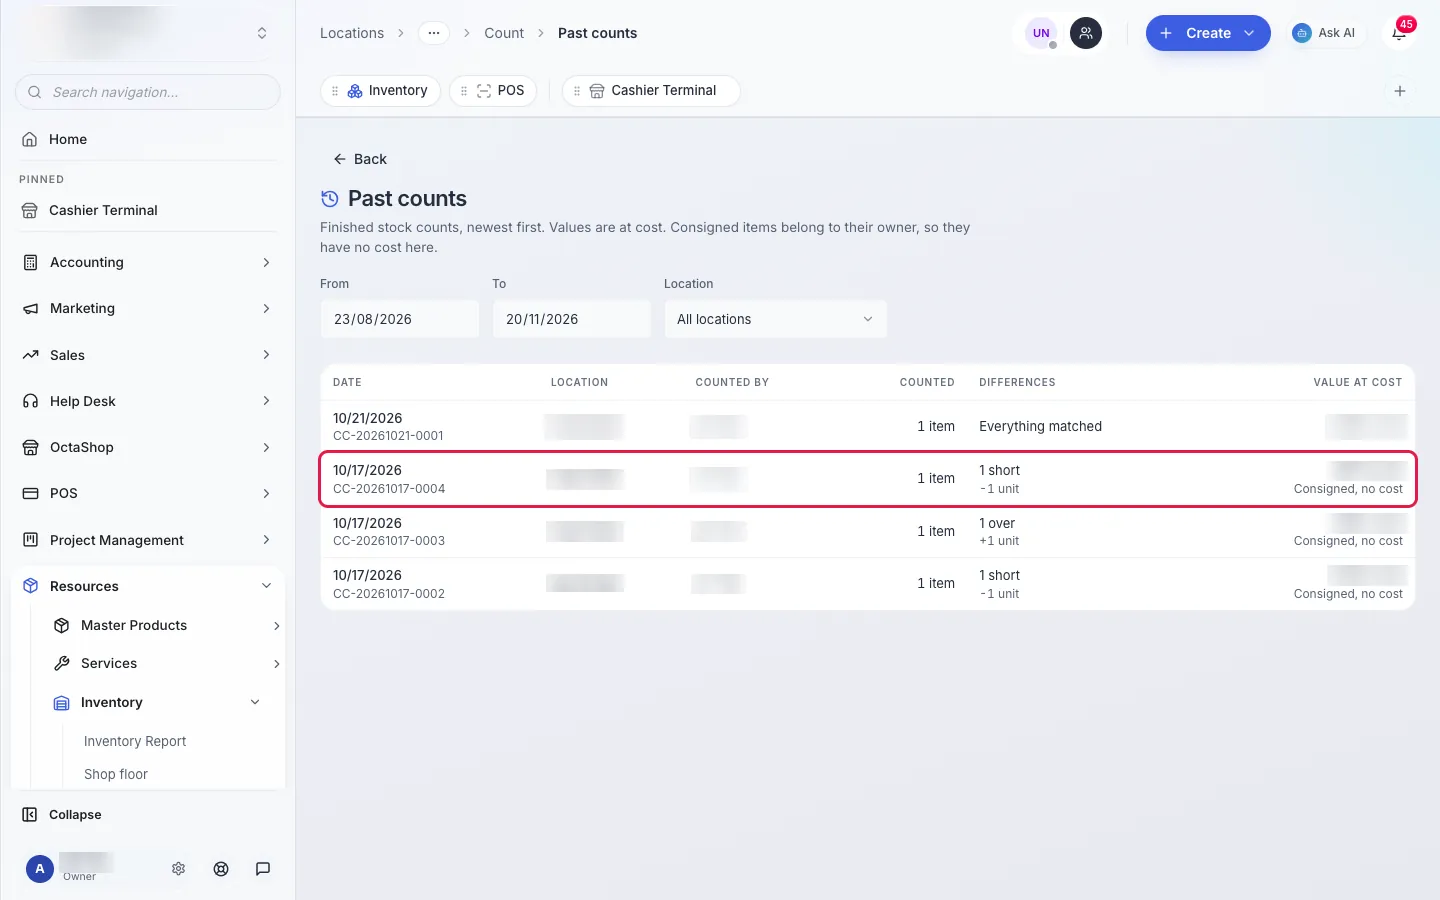 Locations
···
Count
Past counts
UN
Create
Ask AI
45
Search navigation...
Inventory
POS
Cashier Terminal
Home
PINNED
Cashier Terminal
Accounting
Marketing
Sales
Help Desk
OctaShop
POS
Project Management
Resources
Master Products
Services
Inventory
Inventory Report
Shop floor
Collapse
A
Owner
Back
Past counts
Finished stock counts, newest first. Values are at cost. Consigned items belong to their owner, so they
have no cost here.
From
To
Location
23/08/2026
20/11/2026
All locations
DATE
LOCATION
COUNTED BY
COUNTED
DIFFERENCES
VALUE AT COST
10/21/2026
CC-20261021-0001
1 item
Everything matched
10/17/2026
CC-20261017-0004
1 item
1 short
-1 unit
Consigned, no cost
10/17/2026
CC-20261017-0003
1 item
1 over
+1 unit
Consigned, no cost
10/17/2026
CC-20261017-0002
1 item
1 short
-1 unit
Consigned, no cost